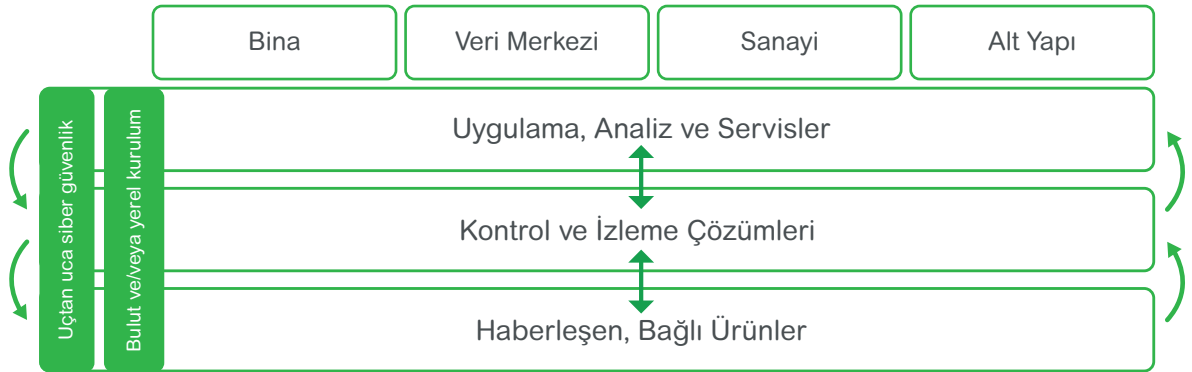 Bina
Veri Merkezi
Sanayi
Alt Yapı
Uçtan uca siber güvenlik
Bulut ve/veya yerel kurulum
Uygulama, Analiz ve Servisler
Kontrol ve İzleme Çözümleri
Haberleşen, Bağlı Ürünler